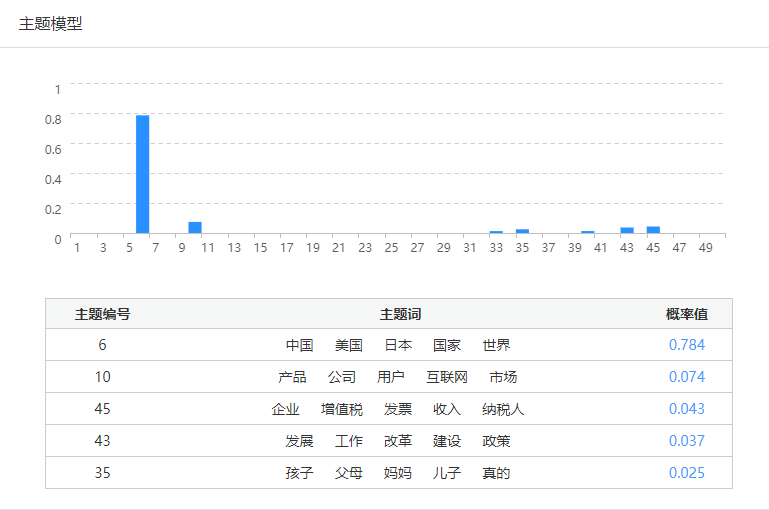 主题模型
1
0.8
0.6
0.4
0.2
0
1 3 5 7 9 11 13 15 17 19 21 23 25 27 29 31 33 35 37 39 41 43 45 47 49
主题编号 主题词 概率值
6 中国 美国 日本 国家 世界 0.784
10 产品 公司 用户 互联网 市场 0.074
45 企业 增值税 发票 收入 纳税人 0.043
43 发展 工作 改革 建设 政策 0.037
35 孩子 父母 妈妈 儿子 真的 0.025